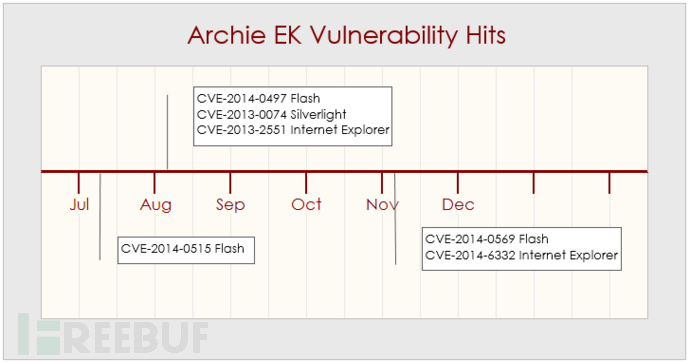 Archie EK Vulnerability Hits
CVE-2014-0497 Flash
CVE-2013-0074 Silverlight
CVE-2013-2551 Internet Explorer
Jul Aug Sep Oct Nov Dec
CVE-2014-0515 Flash
CVE-2014-0569 Flash
CVE-2014-6332 Internet Explorer
FREEBUF